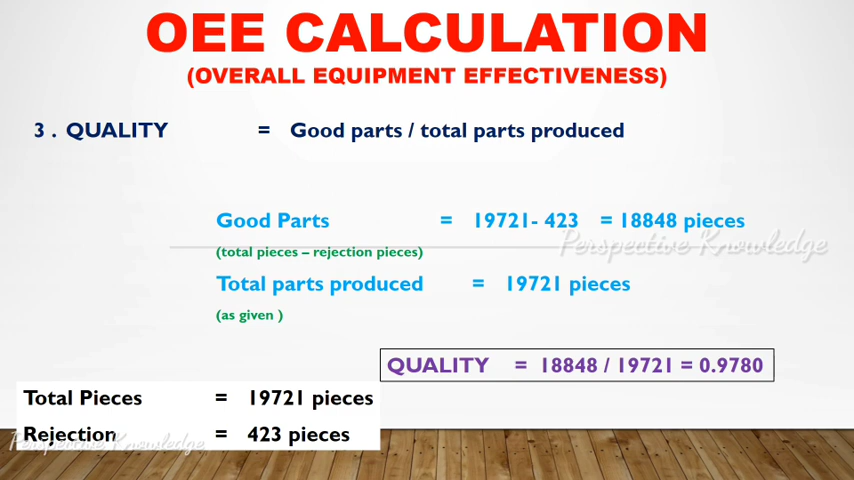 OEE CALCULATION
(OVERALL EQUIPMENT EFFECTIVENESS)
3 . QUALITY = Good parts / total parts produced
Good Parts = 19721- 423 = 18848 pieces
Perspective Knowledge
(total pieces – rejection pieces)
Total parts produced = 19721 pieces
(as given )
QUALITY = 18848 / 19721 = 0.9780
Total Pieces = 19721 pieces
Rejection = 423 pieces
Perspective Knowledge